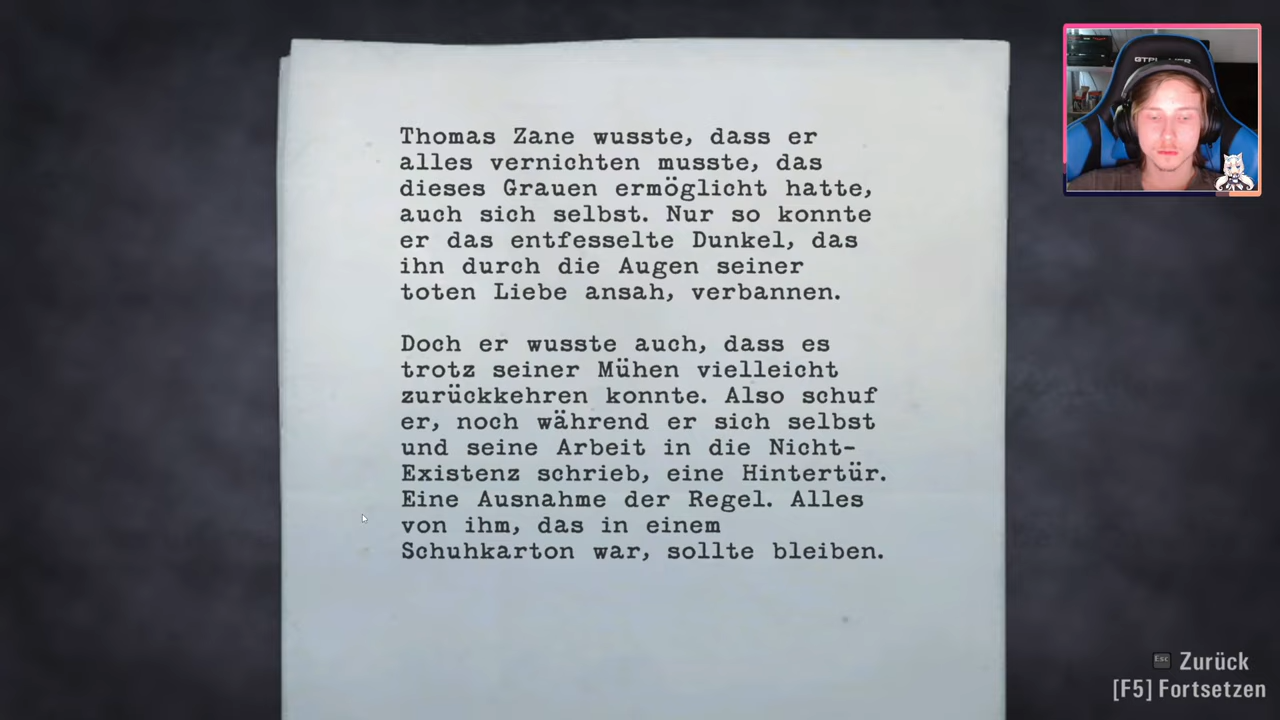 GTPLAYER
Thomas Zane wusste, dass er
alles vernichten musste, das
dieses Grauen ermöglicht hatte,
auch sich selbst. Nur so konnte
er das entfesselte Dunkel, das
ihn durch die Augen seiner
toten Liebe ansah, verbannen.
Doch er wusste auch, dass es
trotz seiner Mühen vielleicht
zurückkehren konnte. Also schuf
er, noch während er sich selbst
und seine Arbeit in die Nicht-
Existenz schrieb, eine Hintertür.
Eine Ausnahme der Regel. Alles
von ihm, das in einem
Schuhkarton war, sollte bleiben.
Esc Zurück
[F5] Fortsetzen